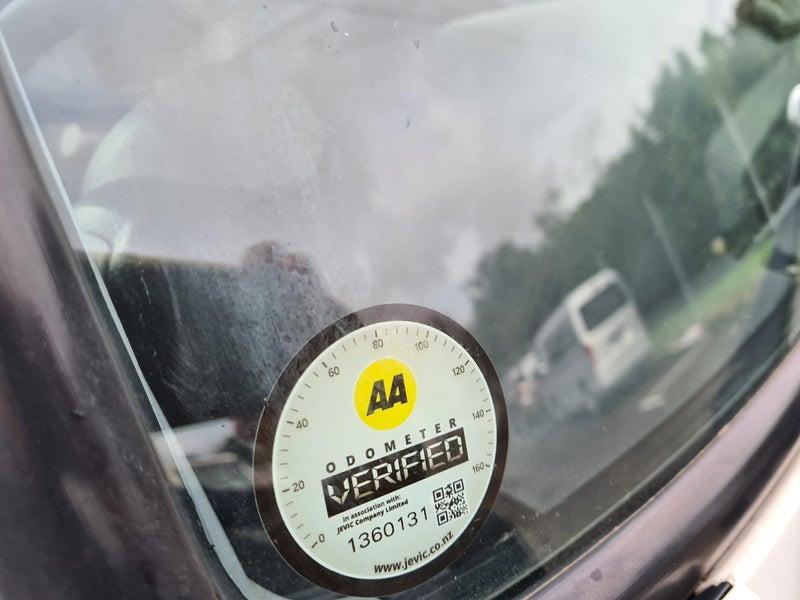 0
20
40
60
80
100
120
140
160
AA
ODOMETER
VERIFIED
In association with:
JEVIC Company Limited
1360131
www.jevic.co.nz